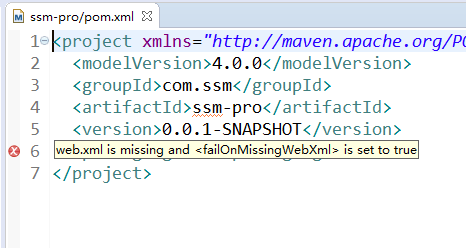 ssm-pro/pom.xml
1 <project xmlns="http://maven.apache.org/PO
2 <modelVersion>4.0.0</modelVersion>
3 <groupId>com.ssm</groupId>
4 <artifactId>ssm-pro</artifactId>
5 <version>0.0.1-SNAPSHOT</version>
6 web.xml is missing and <failOnMissingWebXml> is set to true
7 </project>